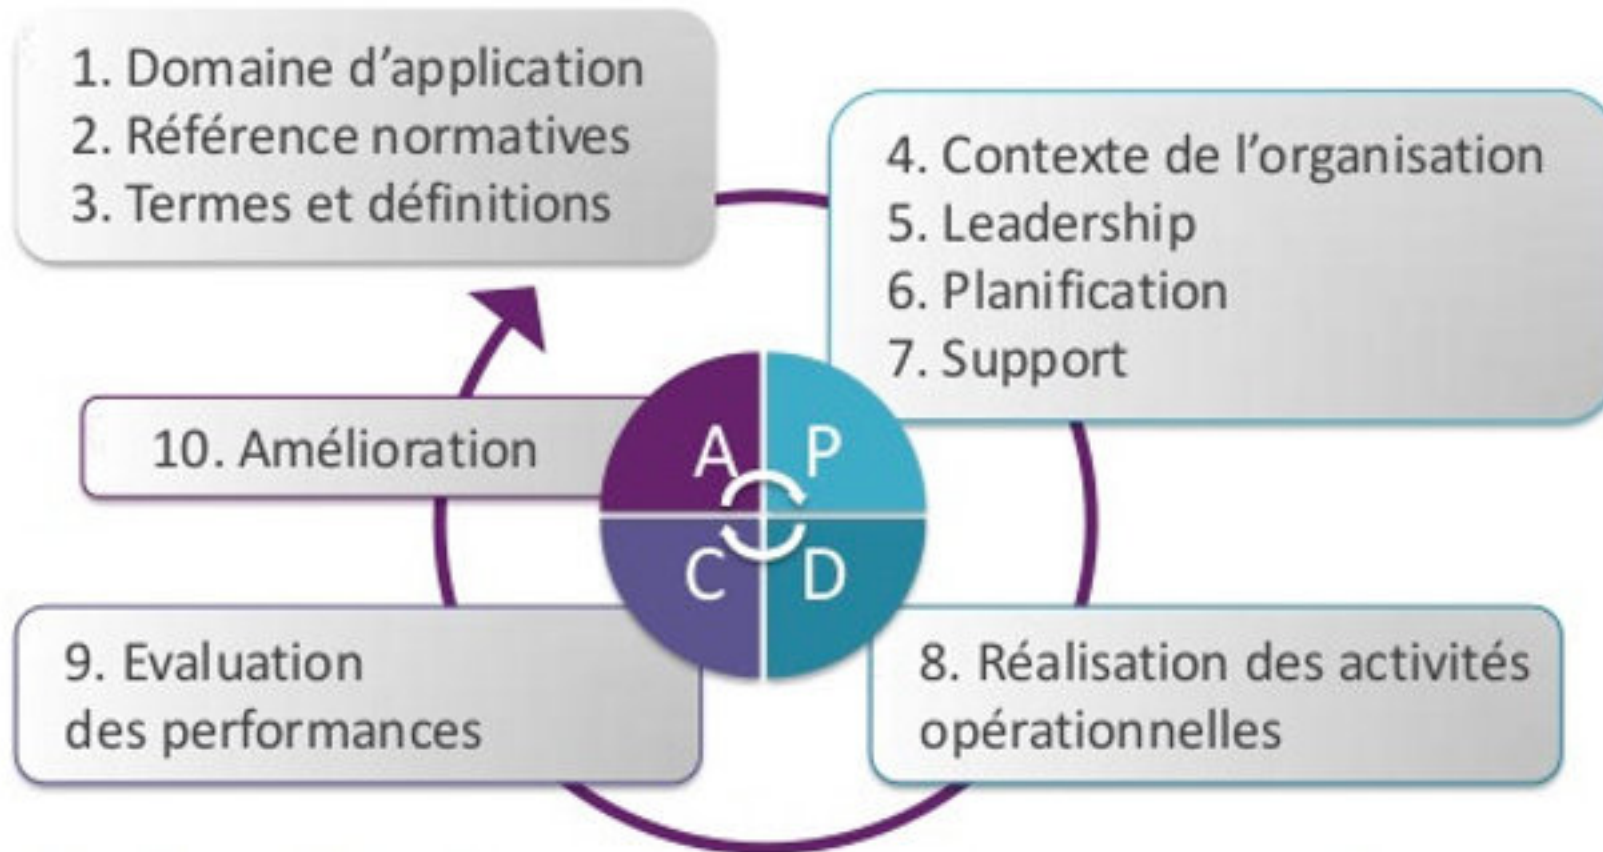 1. Domaine d’application
2. Référence normatives
3. Termes et définitions
4. Contexte de l’organisation
5. Leadership
6. Planification
7. Support
10. Amélioration
A P
C D
9. Evaluation
des performances
8. Réalisation des activités
opérationnelles